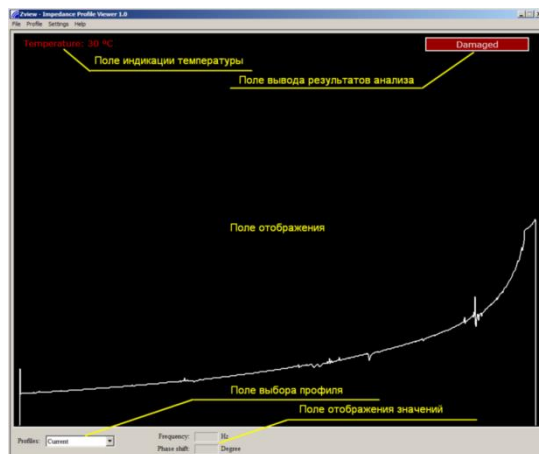 Zview - Impedance Profile Viewer 1.0
File Profile Settings Help
Temperature: 30 °C
Damaged
Поле индикации температуры
Поле вывода результатов анализа
Поле отображения
Поле выбора профиля
Поле отображения значений
Profiles: Current
Frequency: Hz
Phase shift: Degree